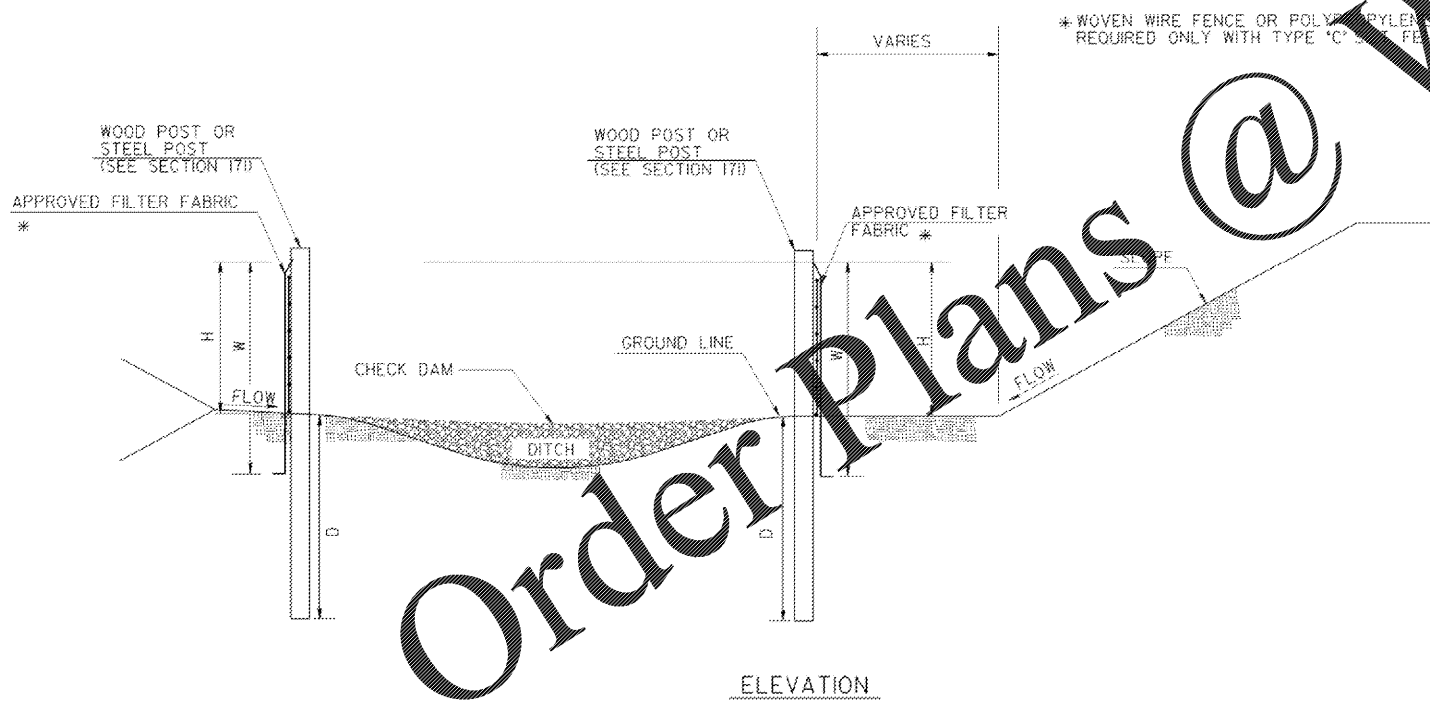 * WOVEN WIRE FENCE OR
REQUIRED ONLY WITH TYPE "C"
VARIES
WOOD POST OR
STEEL POST
(SEE SECTION 171)
WOOD POST OR
STEEL POST
(SEE SECTION 171)
APPROVED FILTER FABRIC
*
APPROVED FILTER
FABRIC *
SLOPE
H
W
W
H
GROUND LINE
CHECK DAM
FLOW
FLOW
DITCH
D
D
ELEVATION
Order Plans @